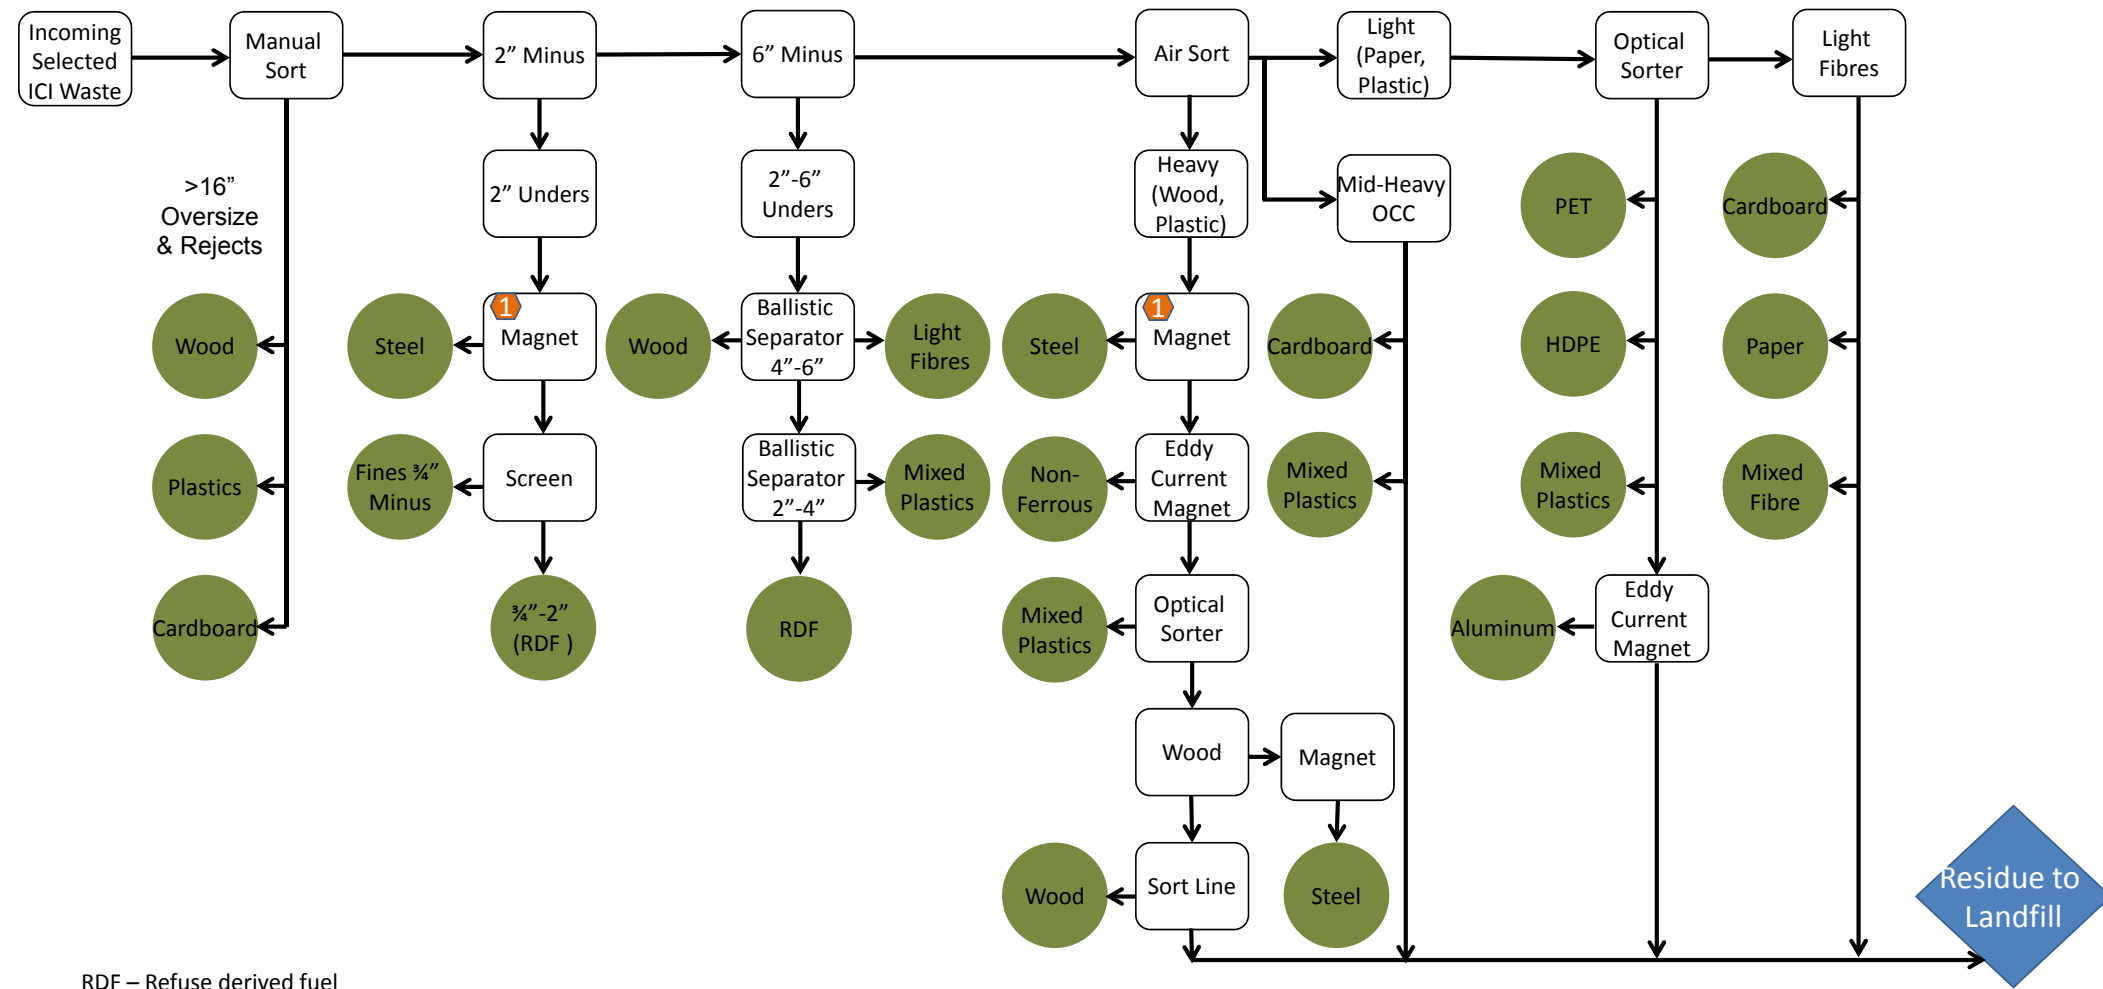 Incoming
Selected
ICI Waste
Manual
Sort
2” Minus
6” Minus
Air Sort
Light
(Paper,
Plastic)
Optical
Sorter
Light
Fibres
>16”
Oversize
& Rejects
2” Unders
2”-6”
Unders
Heavy
(Wood,
Plastic)
Mid-Heavy
OCC
PET
Cardboard
Wood
Steel
1
Magnet
Wood
Ballistic
Separator
4”-6”
Light
Fibres
Steel
1
Magnet
Cardboard
HDPE
Paper
Plastics
Fines ¾”
Minus
Screen
Ballistic
Separator
2”-4”
Mixed
Plastics
Non-
Ferrous
Eddy
Current
Magnet
Mixed
Plastics
Mixed
Plastics
Mixed
Fibre
Cardboard
¾”-2”
(RDF )
RDF
Mixed
Plastics
Optical
Sorter
Aluminum
Eddy
Current
Magnet
Wood
Magnet
Wood
Sort Line
Steel
Residue to
Landfill
RDF – Refuse derived fuel